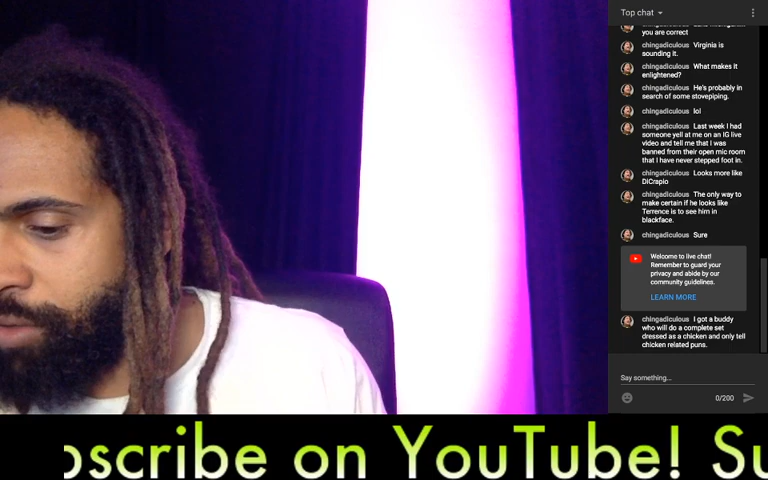 Top chat
you are correct
chingadiculous Virginia is
sounding it.
chingadiculous What makes it
enlightened?
chingadiculous He's probably in
search of some stovepiping.
chingadiculous lol
chingadiculous Last week I had
someone yell at me on an IG live
video and tell me that I was
banned from their open mic room
that I have never stepped foot in.
chingadiculous Looks more like
DiCrapio
chingadiculous The only way to
make certain if he looks like
Terrence is to see him in
blackface.
chingadiculous Sure
Welcome to live chat!
Remember to guard your
privacy and abide by our
community guidelines.
LEARN MORE
chingadiculous I got a buddy
who will do a complete set
dressed as a chicken and only tell
chicken related puns.
Say something...
0/200
bscribe on YouTube! Su